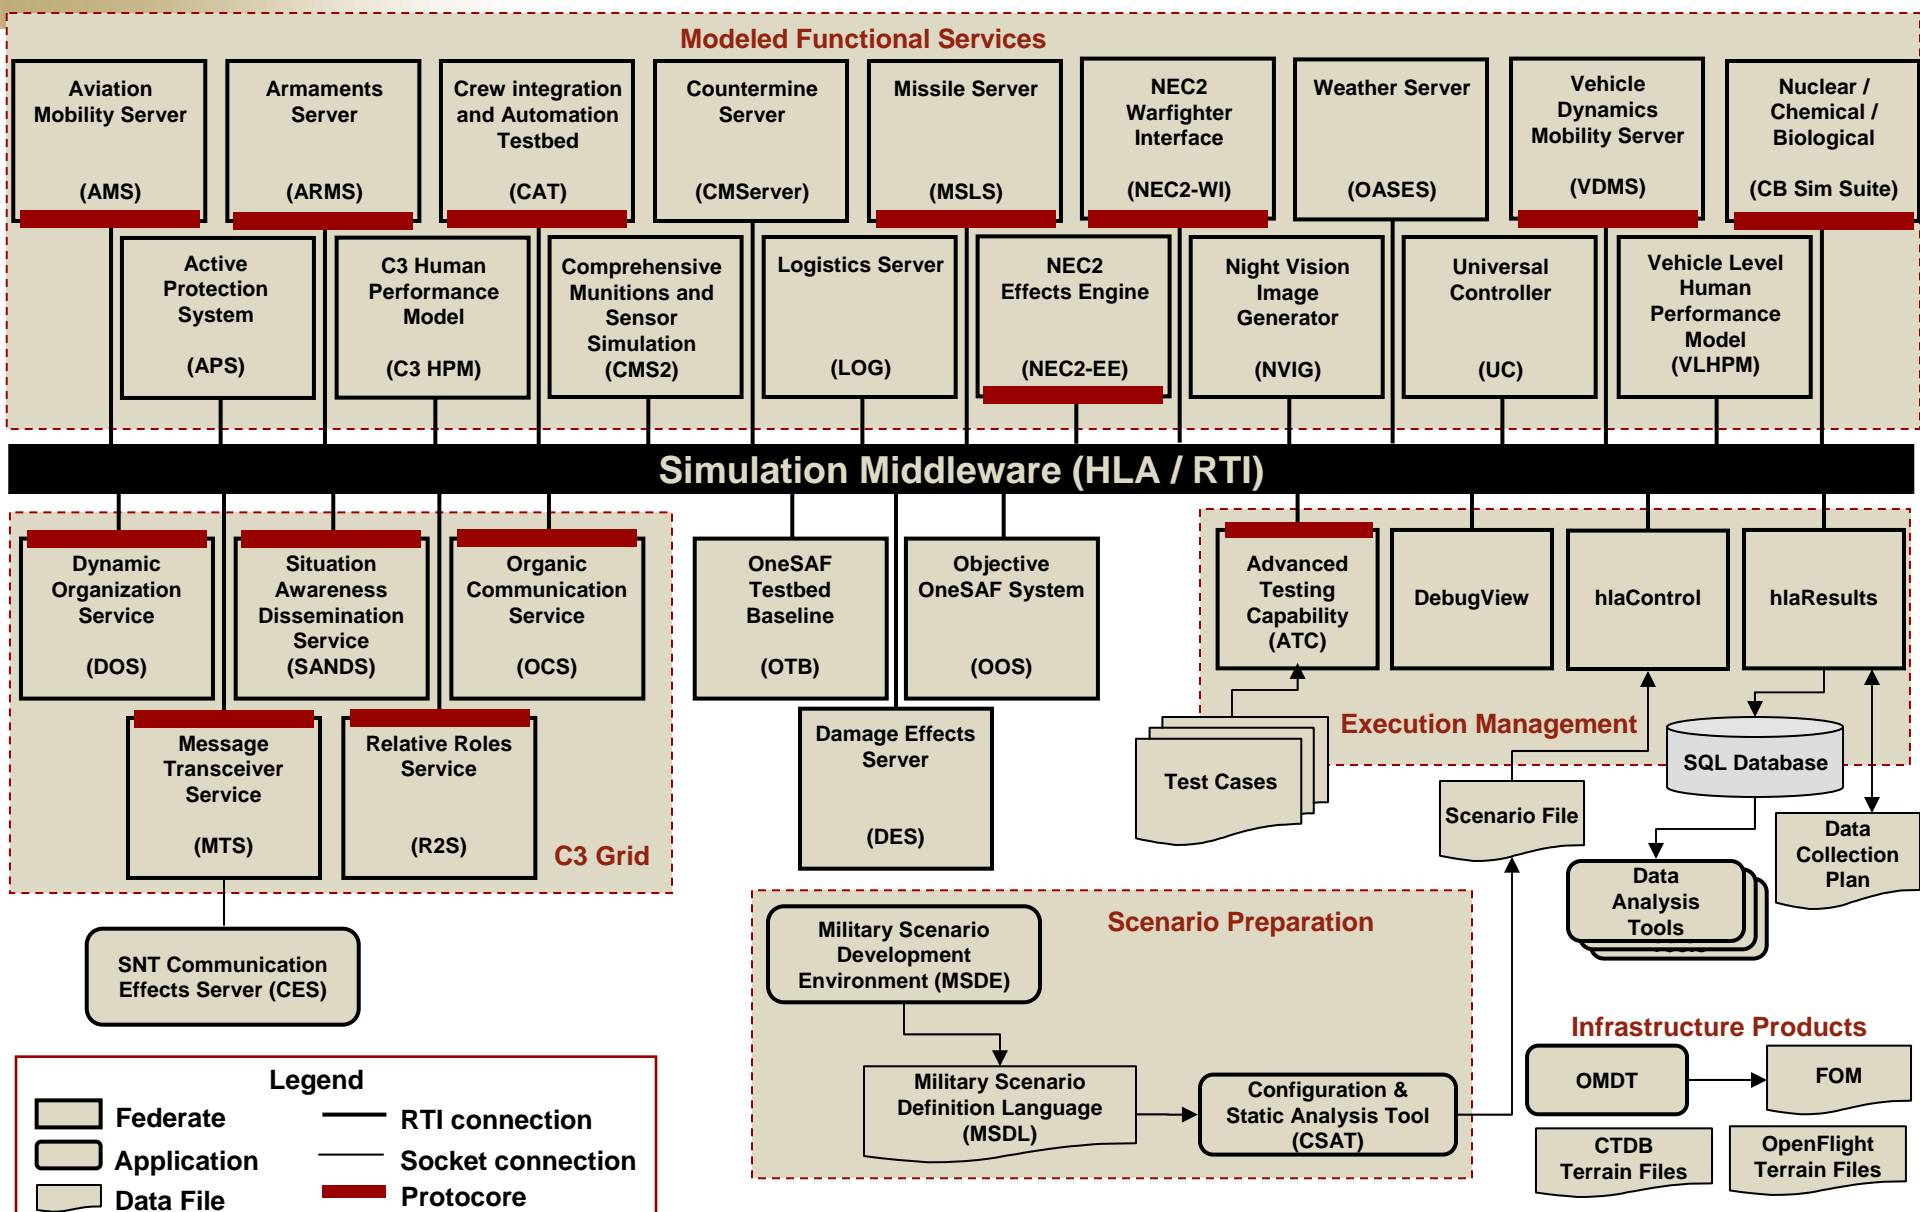 Modeled Functional Services
Aviation
Mobility Server
(AMS)
Armaments
Server
(ARMS)
Crew integration
and Automation
Testbed
(CAT)
Countermine
Server
(CMServer)
Missile Server
(MSLS)
NEC2
Warfighter
Interface
(NEC2-WI)
Weather Server
(OASES)
Vehicle
Dynamics
Mobility Server
(VDMS)
Nuclear /
Chemical /
Biological
(CB Sim Suite)
Active
Protection
System
(APS)
C3 Human
Performance
Model
(C3 HPM)
Comprehensive
Munitions and
Sensor
Simulation
(CMS2)
Logistics Server
(LOG)
NEC2
Effects Engine
(NEC2-EE)
Night Vision
Image
Generator
(NVIG)
Universal
Controller
(UC)
Vehicle Level
Human
Performance
Model
(VLHPM)
Simulation Middleware (HLA / RTI)
Dynamic
Organization
Service
(DOS)
Situation
Awareness
Dissemination
Service
(SANDS)
Organic
Communication
Service
(OCS)
Message
Transceiver
Service
(MTS)
Relative Roles
Service
(R2S)
C3 Grid
SNT Communication
Effects Server (CES)
OneSAF
Testbed
Baseline
(OTB)
Objective
OneSAF System
(OOS)
Damage Effects
Server
(DES)
Advanced
Testing
Capability
(ATC)
DebugView
hlaControl
hlaResults
Execution Management
Test Cases
Scenario File
SQL Database
Data
Collection
Plan
Data
Analysis
Tools
Tools
Scenario Preparation
Military Scenario
Development
Environment (MSDE)
Military Scenario
Definition Language
(MSDL)
Configuration &
Static Analysis Tool
(CSAT)
Infrastructure Products
OMDT
FOM
CTDB
Terrain Files
OpenFlight
Terrain Files
Legend
Federate
RTI connection
Application
Socket connection
Data File
Protocore